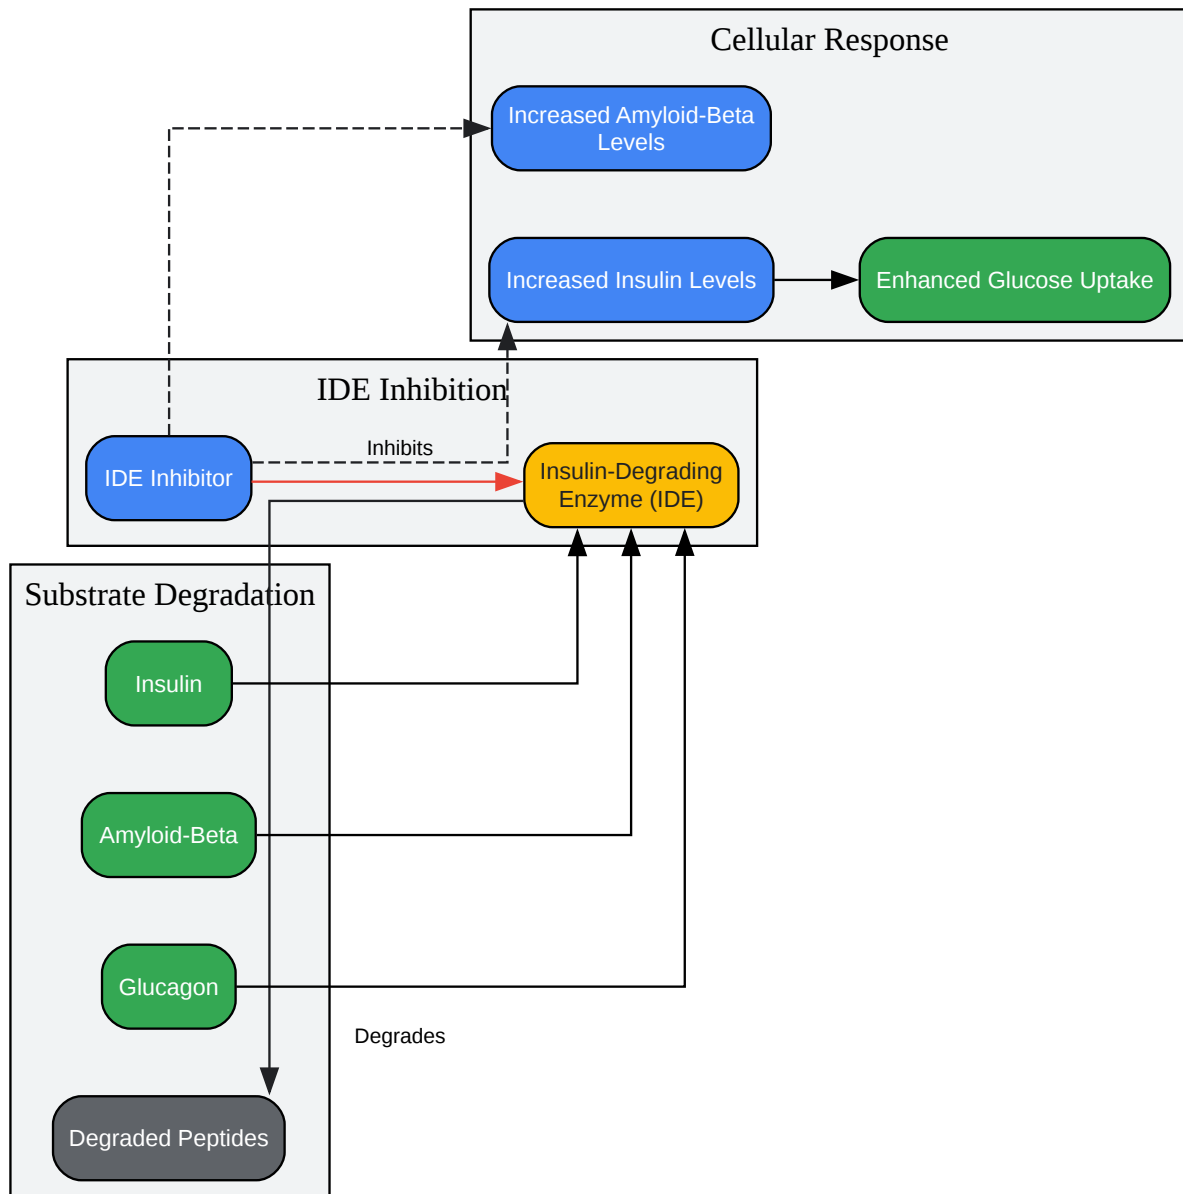 Cellular Response
Increased Amyloid-Beta
Levels
Increased Insulin Levels
Enhanced Glucose Uptake
IDE Inhibition
Inhibits
IDE Inhibitor
Insulin-Degrading
Enzyme (IDE)
Substrate Degradation
Insulin
Amyloid-Beta
Glucagon
Degrades
Degraded Peptides